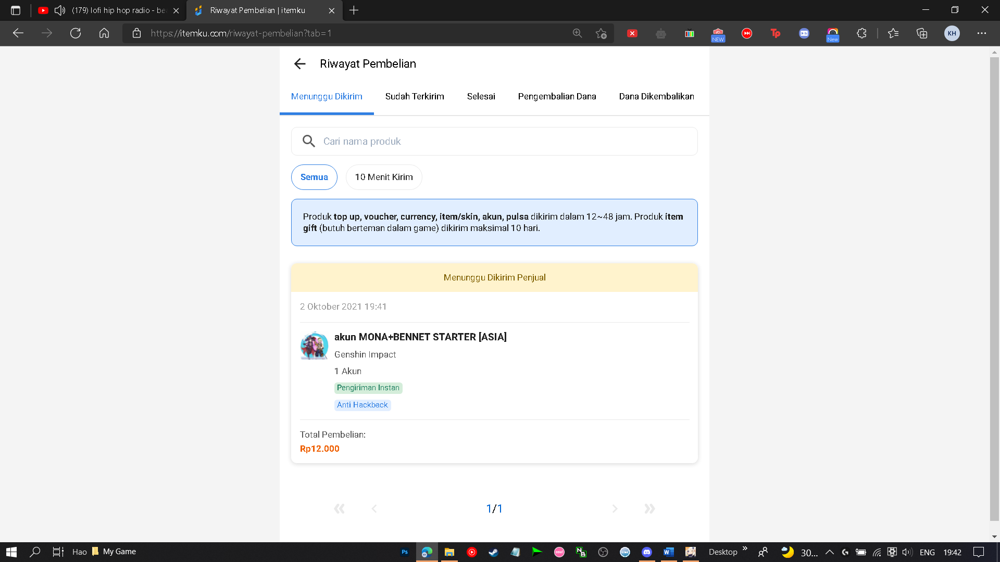 (179) lofi hip hop radio - be
Riwayat Pembelian | itemku
https://itemku.com/riwayat-pembelian?tab=1
NEW
Tp
New
KH
Riwayat Pembelian
Menunggu Dikirim
Sudah Terkirim
Selesai
Pengembalian Dana
Dana Dikembalikan
Cari nama produk
Semua
10 Menit Kirim
Produk top up, voucher, currency, item/skin, akun, pulsa dikirim dalam 12~48 jam. Produk item
gift (butuh berteman dalam game) dikirim maksimal 10 hari.
Menunggu Dikirim Penjual
2 Oktober 2021 19:41
akun MONA+BENNET STARTER [ASIA]
Genshin Impact
1 Akun
Pengiriman Instan
Anti Hackback
Total Pembelian:
Rp12.000
1/1
Hao
My Game
Ps
osu!
Desktop
30...
ENG
19:42